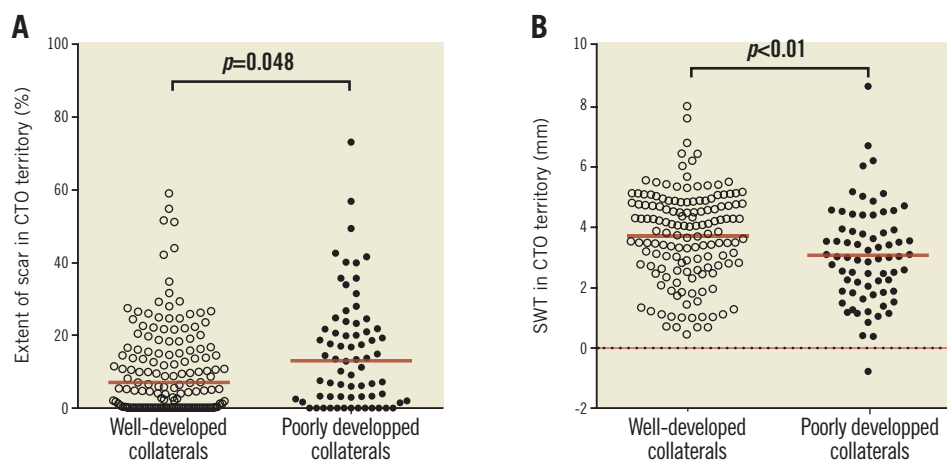 A
Extent of scar in CTO territory (%)
100
80
60
40
20
0
p=0.048
Well-developed
collaterals
Poorly developped
collaterals
B
SWT in CTO territory (mm)
10
8
6
4
2
0
-2
p<0.01
Well-developed
collaterals
Poorly developped
collaterals